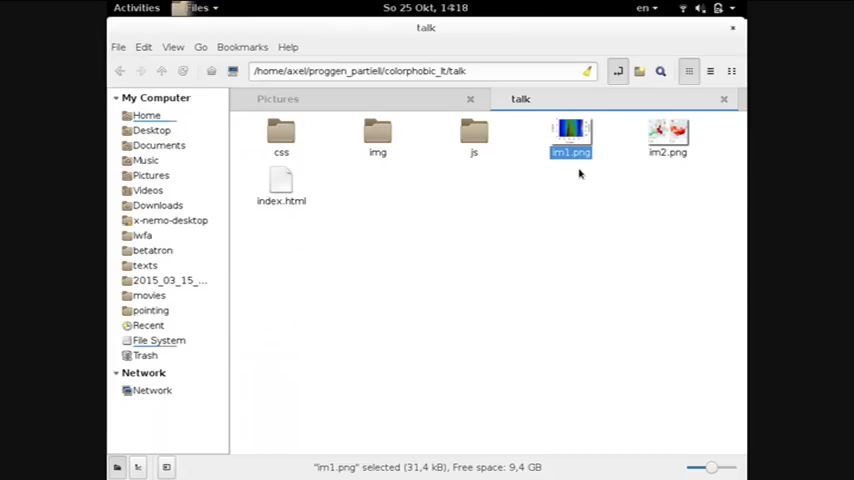 Activities Files So 25 Okt, 14:18 en
talk
File Edit View Go Bookmarks Help
/home/axel/proggen_partiell/colorphobic_lt/talk
My Computer
Home
Desktop
Documents
Music
Pictures
Videos
Downloads
x-nemo-desktop
lwfa
betatron
texts
2015_03_15_...
movies
pointing
Recent
File System
Trash
Network
Network
Pictures talk
css img js im1.png im2.png
index.html
"im1.png" selected (31,4 kB), Free space: 9,4 GB